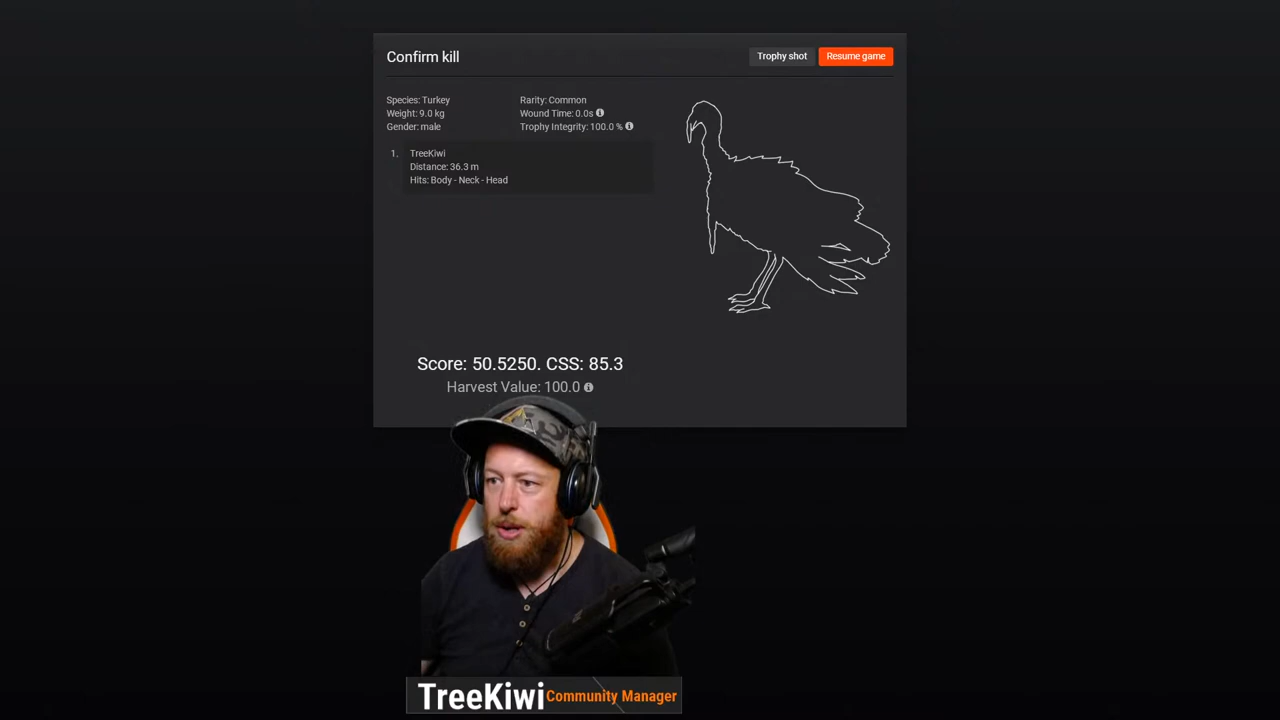 Confirm kill
Trophy shot
Resume game
Species: Turkey
Weight: 9.0 kg
Gender: male
Rarity: Common
Wound Time: 0.0s
Trophy Integrity: 100.0 %
1. TreeKiwi
Distance: 36.3 m
Hits: Body - Neck - Head
Score: 50.5250. CSS: 85.3
Harvest Value: 100.0
TreeKiwi Community Manager